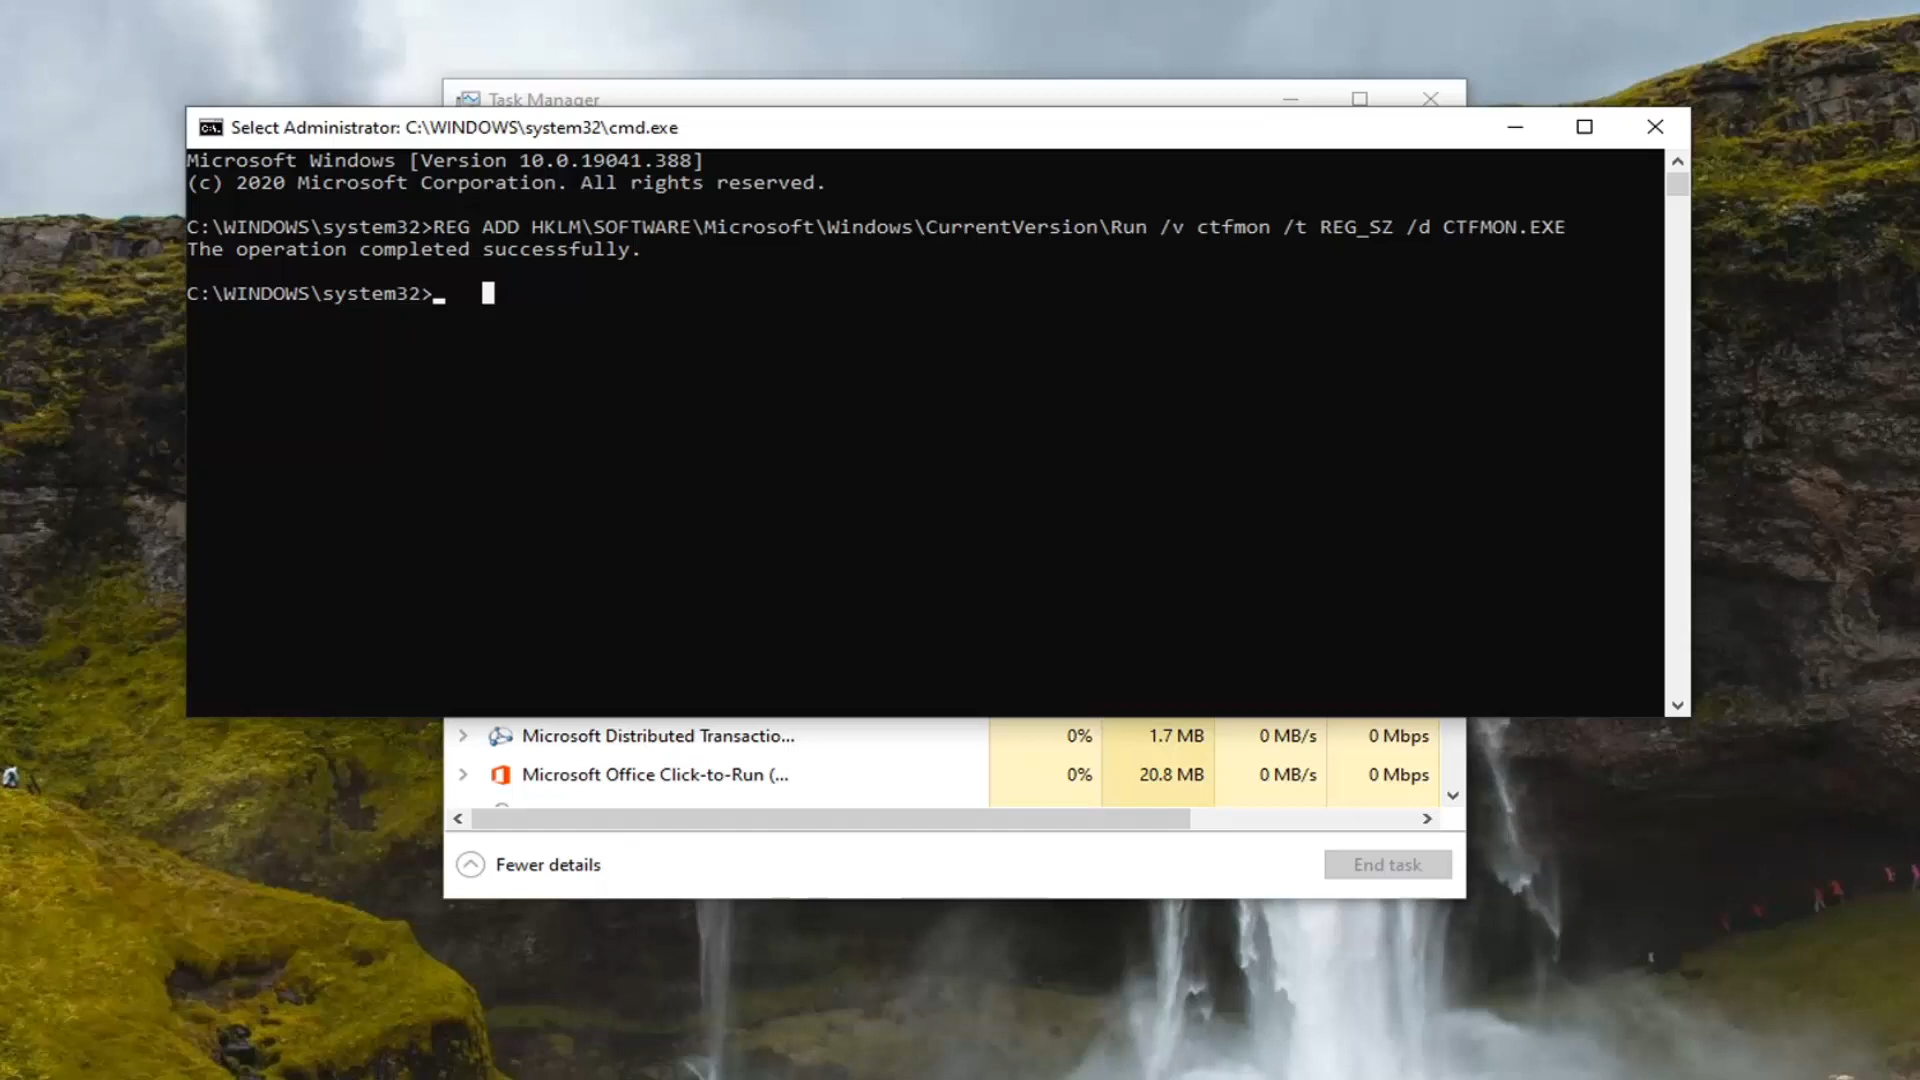 Task Manager
Select Administrator: C:\WINDOWS\system32\cmd.exe
Microsoft Windows [Version 10.0.19041.388]
(c) 2020 Microsoft Corporation. All rights reserved.
C:\WINDOWS\system32>REG ADD HKLM\SOFTWARE\Microsoft\Windows\CurrentVersion\Run /v ctfmon /t REG_SZ /d CTFMON.EXE
The operation completed successfully.
C:\WINDOWS\system32>
Microsoft Distributed Transactio... 0% 1.7 MB 0 MB/s 0 Mbps
Microsoft Office Click-to-Run (... 0% 20.8 MB 0 MB/s 0 Mbps
Fewer details End task